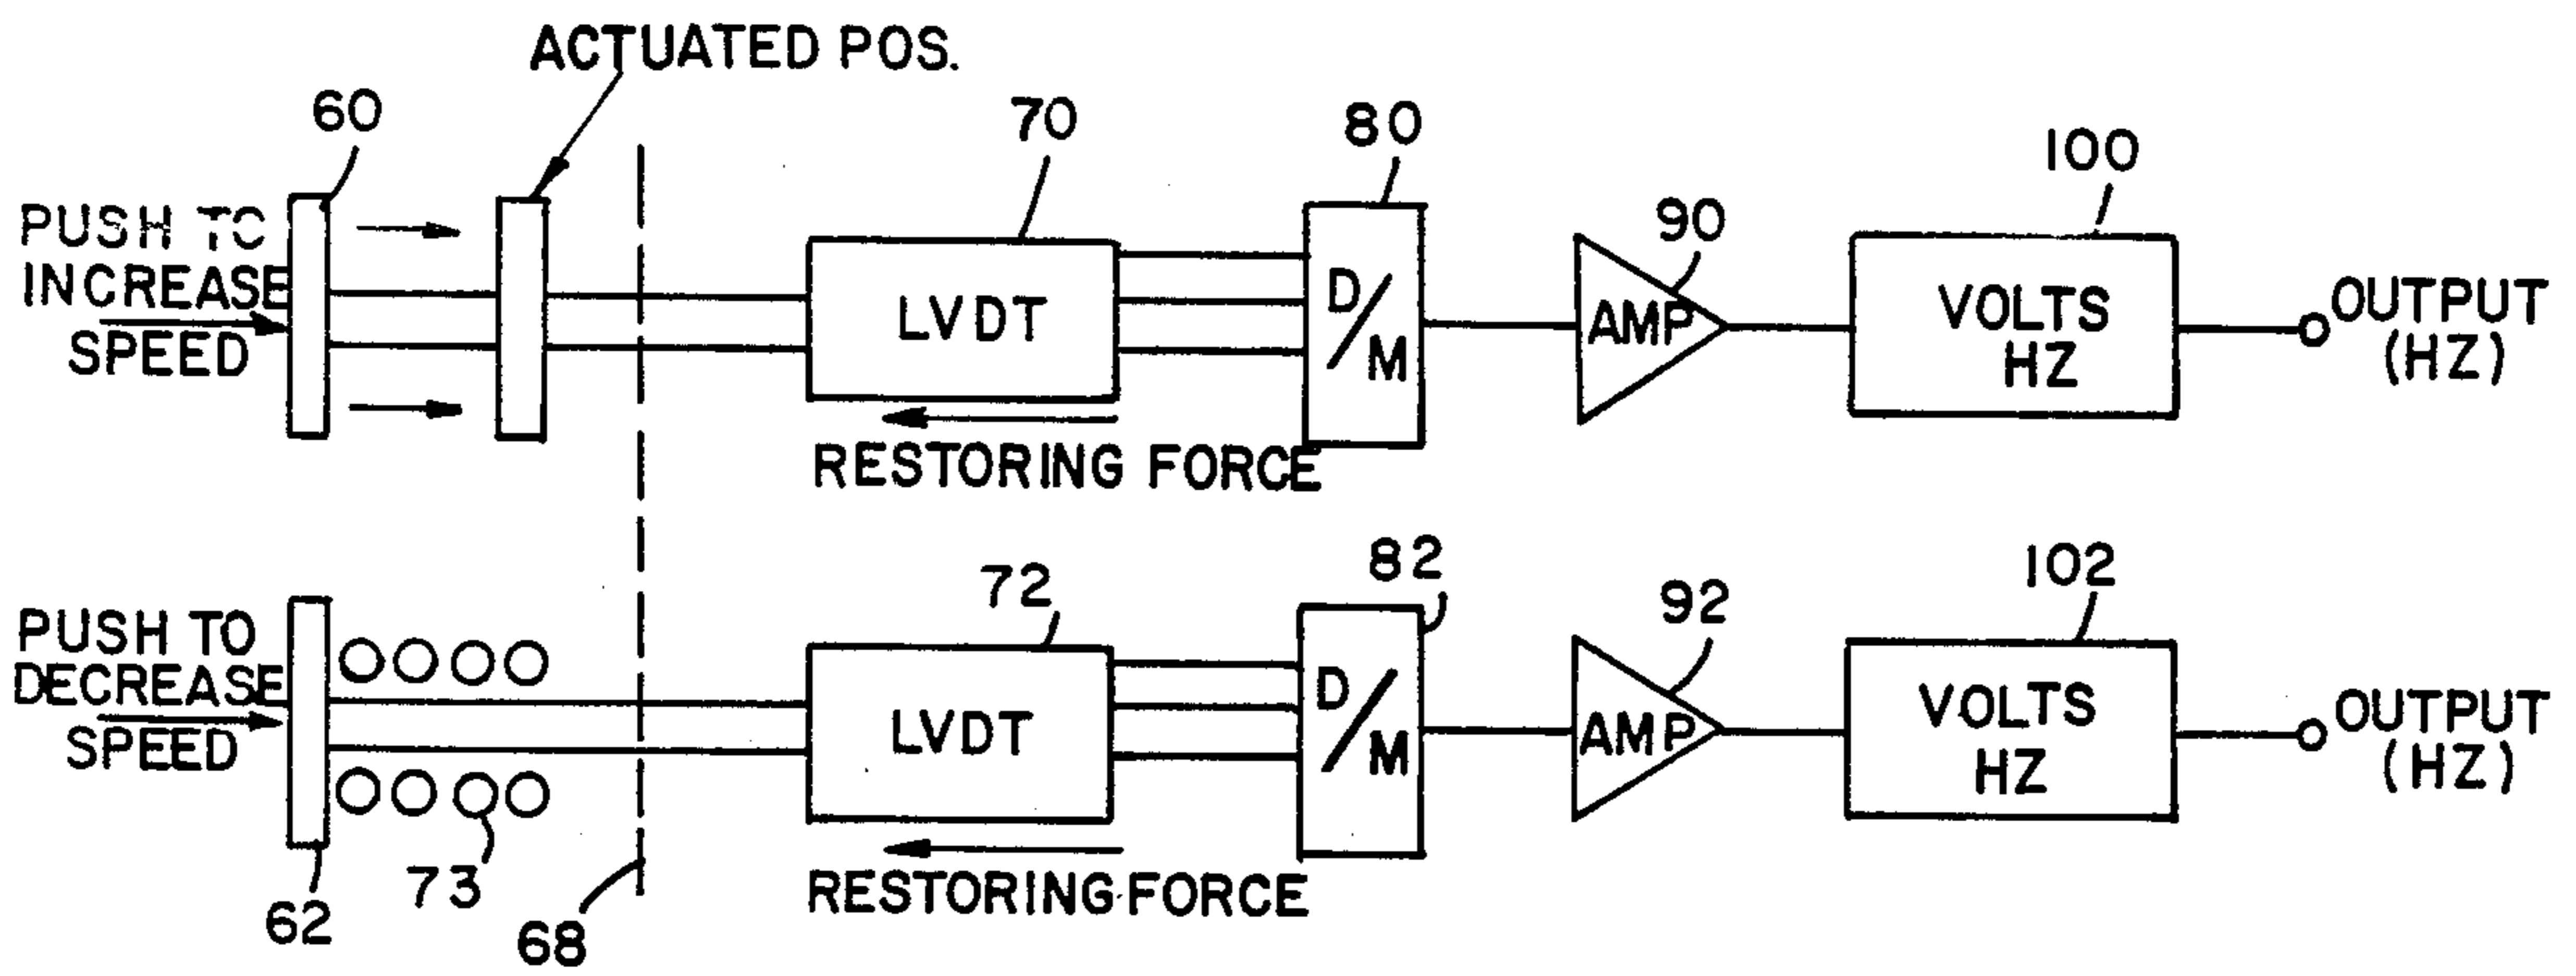 ACTUATED POS.
60
70
80
90
100
PUSH TO
INCREASE
SPEED
LVDT
D/M
AMP
VOLTS
HZ
OUTPUT
(HZ)
RESTORING FORCE
72
82
92
102
PUSH TO
DECREASE
SPEED
LVDT
D/M
AMP
VOLTS
HZ
OUTPUT
(HZ)
73
RESTORING FORCE
62
68